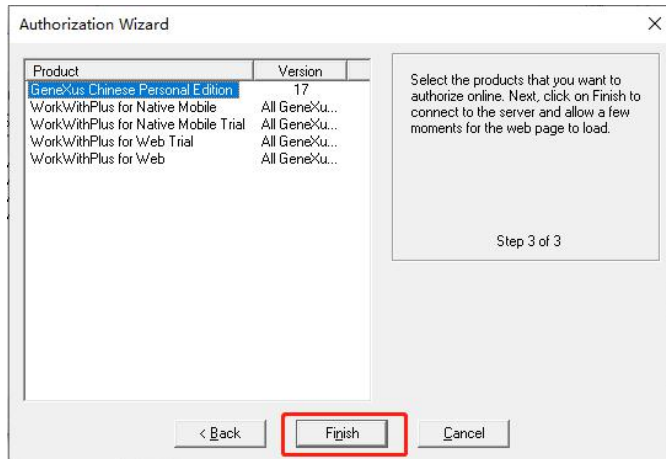 Authorization Wizard
Product Version
GeneXus Chinese Personal Edition 17
WorkWithPlus for Native Mobile All GeneXu...
WorkWithPlus for Native Mobile Trial All GeneXu...
WorkWithPlus for Web Trial All GeneXu...
WorkWithPlus for Web All GeneXu...
Select the products that you want to
authorize online. Next, click on Finish to
connect to the server and allow a few
moments for the web page to load.
Step 3 of 3
< Back Finish Cancel